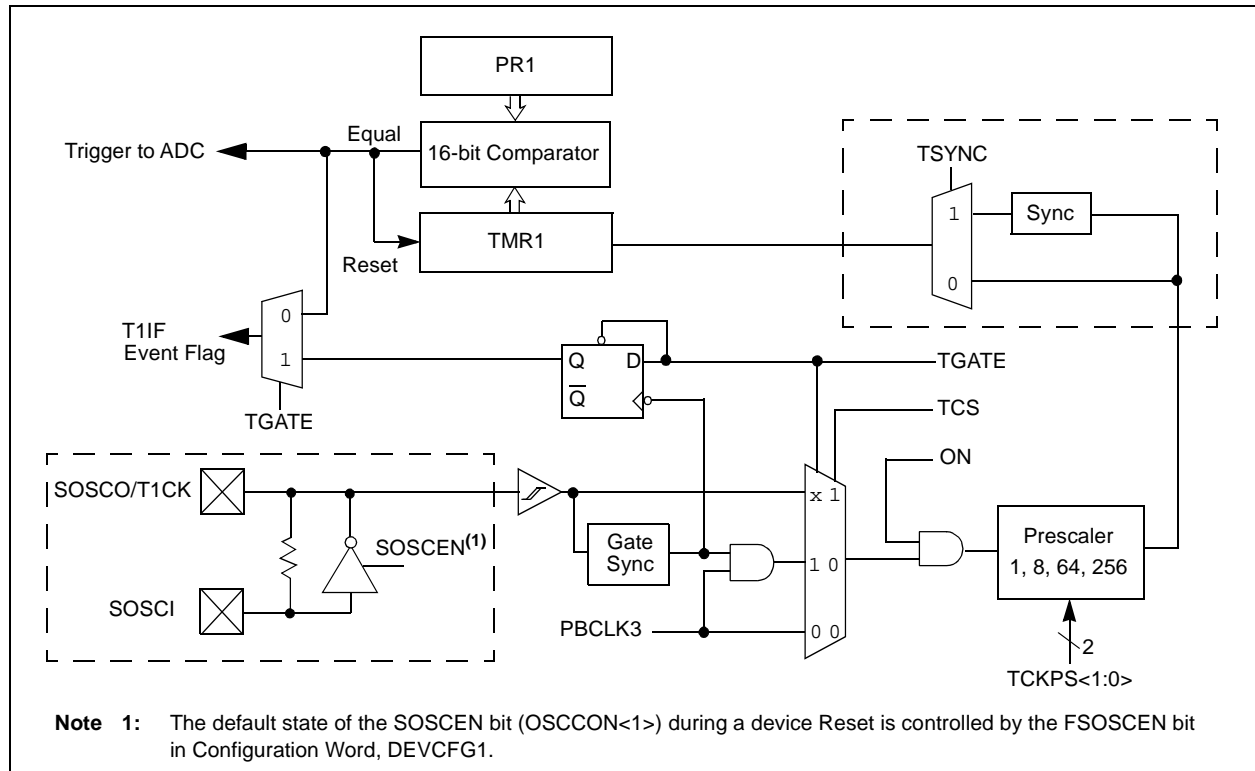 PR1
Equal
16-bit Comparator
Trigger to ADC
TSYNC
1
Sync
TMR1
Reset
0
0
T1IF
Event Flag
1
TGATE
Q
D
Q
TGATE
TCS
ON
SOSCO/T1CK
x 1
SOSCEN(1)
Gate
Sync
1 0
Prescaler
1, 8, 64, 256
SOSCI
PBCLK3
0 0
2
TCKPS<1:0>
Note 1: The default state of the SOSCEN bit (OSCCON<1>) during a device Reset is controlled by the FSOSCEN bit
in Configuration Word, DEVCFG1.